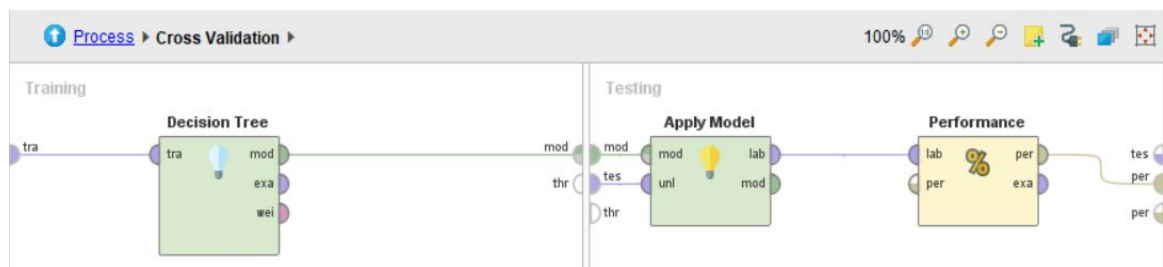 Process ▸ Cross Validation ▸ 100%
Training
Testing
Decision Tree
Apply Model
Performance
tra
tra
mod
exa
wei
mod
thr
mod
tes
thr
mod
unl
lab
mod
lab
per
%
per
exa
tes
per
per